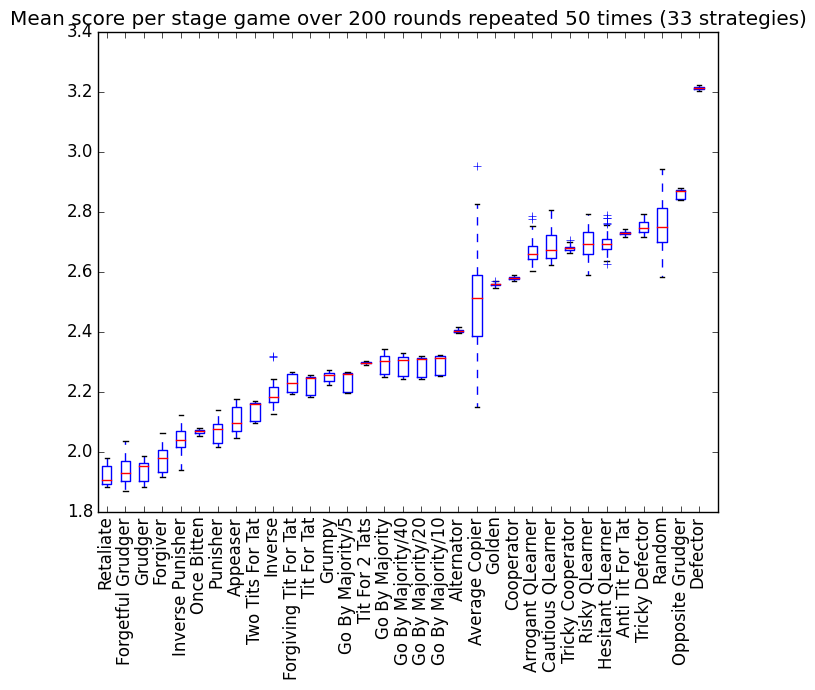 Mean score per stage game over 200 rounds repeated 50 times (33 strategies)
3.4
3.2
3.0
2.8
2.6
2.4
2.2
2.0
1.8
Retaliate
Forgetful Grudger
Grudger
Forgiver
Inverse Punisher
Once Bitten
Punisher
Appeaser
Two Tits For Tat
Inverse
Forgiving Tit For Tat
Tit For Tat
Grumpy
Go By Majority/5
Tit For 2 Tats
Go By Majority
Go By Majority/40
Go By Majority/20
Go By Majority/10
Alternator
Average Copier
Golden
Cooperator
Arrogant QLearner
Cautious QLearner
Tricky Cooperator
Risky QLearner
Hesitant QLearner
Anti Tit For Tat
Tricky Defector
Random
Opposite Grudger
Defector